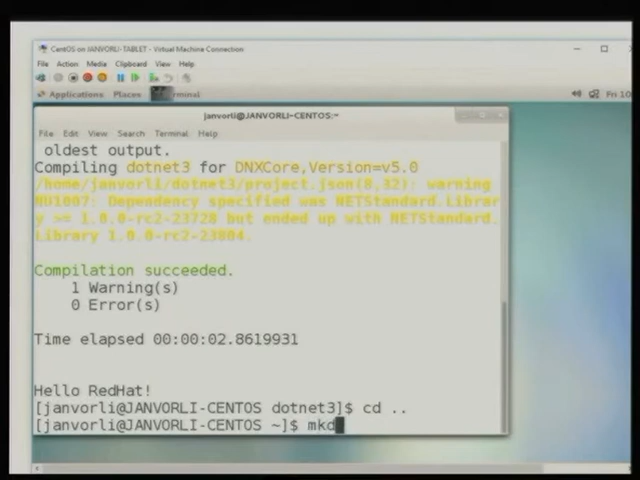 CentOS on JANVORLI-TABLET - Virtual Machine Connection
File Action Media Clipboard View Help
Applications Places Terminal
Fri 10
janvorli@JANVORLI-CENTOS:~
File Edit View Search Terminal Help
oldest output.
Compiling dotnet3 for DNXCore,Version=v5.0
/home/janvorli/dotnet3/project.json(8,32): warning
NU1007: Dependency specified was NETStandard.Librar
y >= 1.0.0-rc2-23728 but ended up with NETStandard.
Library 1.0.0-rc2-23804.
Compilation succeeded.
1 Warning(s)
0 Error(s)
Time elapsed 00:00:02.8619931
Hello RedHat!
[janvorli@JANVORLI-CENTOS dotnet3]$ cd ..
[janvorli@JANVORLI-CENTOS ~]$ mkd